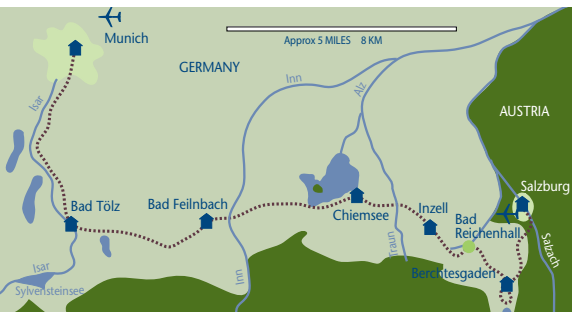 Munich
Approx 5 MILES 8 KM
GERMANY
Inn
Alz
Isar
AUSTRIA
Salzburg
Bad Tölz
Bad Feilnbach
Chiemsee
Inzell
Bad
Reichenhall
Salzach
Traun
Isar
Inn
Berchtesgaden
Sylvensteinsee